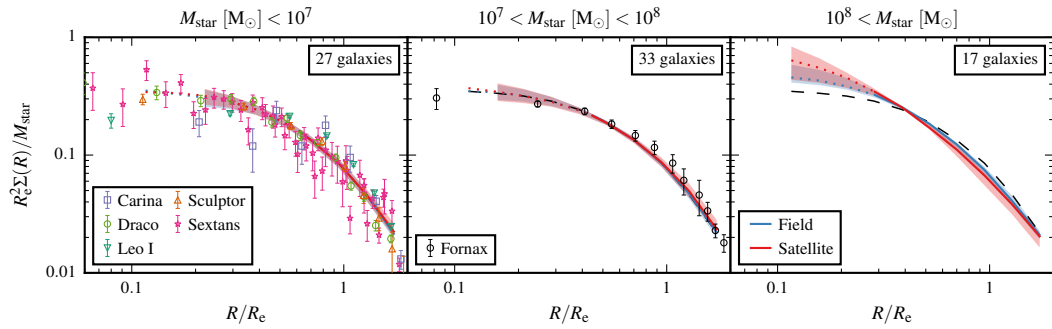 M_star [M_⊙] < 10^7
10^7 < M_star [M_⊙] < 10^8
10^8 < M_star [M_⊙]
27 galaxies
33 galaxies
17 galaxies
R_e^2 Σ(R)/M_star
1
0.1
0.01
Carina
Sculptor
Draco
Sextans
Leo I
Fornax
Field
Satellite
0.1
1
0.1
1
0.1
1
R/R_e
R/R_e
R/R_e